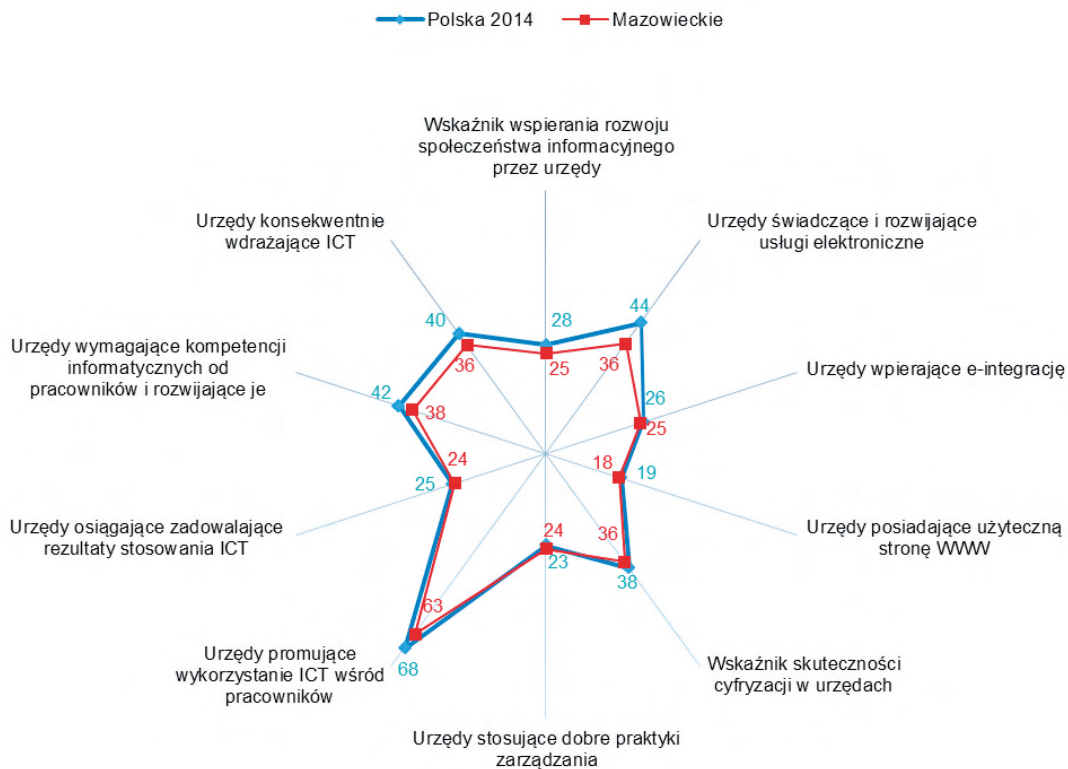 Polska 2014
Mazowieckie
Wskaźnik wspierania rozwoju
społeczeństwa informacyjnego
przez urzędy
Urzędy świadczące i rozwijające
usługi elektroniczne
Urzędy wpierające e-integrację
Urzędy posiadające użyteczną
stronę WWW
Wskaźnik skuteczności
cyfryzacji w urzędach
Urzędy stosujące dobre praktyki
zarządzania
Urzędy promujące
wykorzystanie ICT wśród
pracowników
Urzędy osiągające zadowalające
rezultaty stosowania ICT
Urzędy wymagające kompetencji
informatycznych od
pracowników i rozwijające je
Urzędy konsekwentnie
wdrażające ICT
28
25
44
36
26
25
19
18
38
36
24
23
63
68
24
25
42
38
40
36